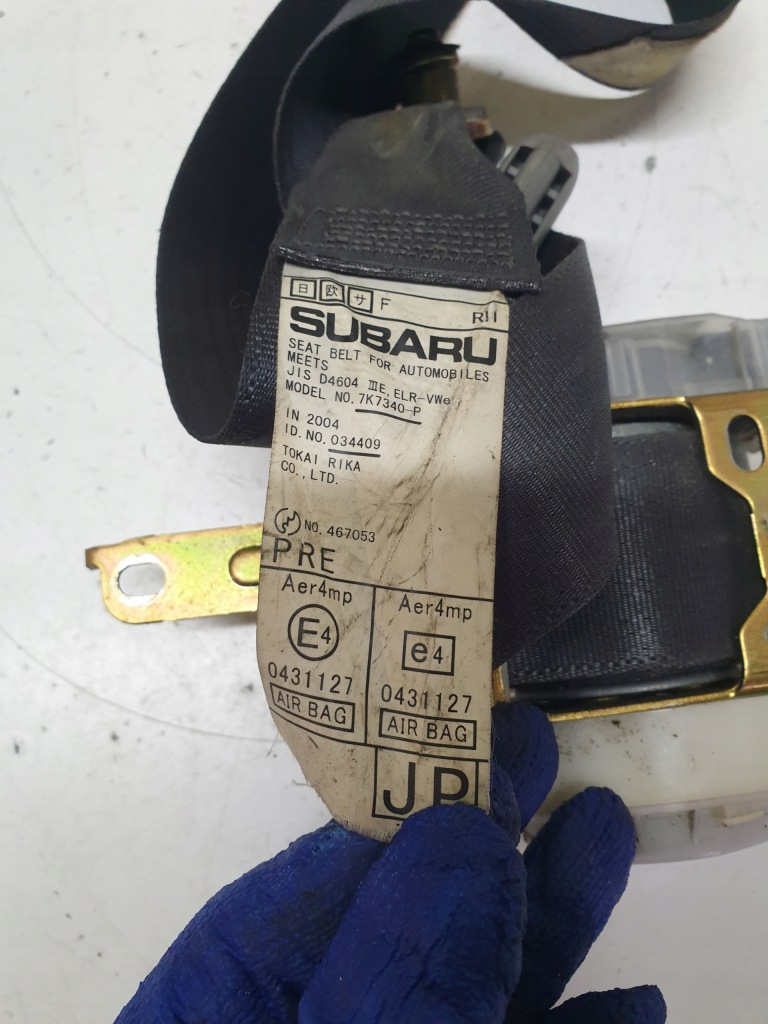 日 欧 サ F RH
SUBARU
SEAT BELT FOR AUTOMOBILES
MEETS
JIS D4604 ⅢE, ELR-VWe
MODEL NO. 7K7340-P
IN 2004
ID. NO. 034409
TOKAI RIKA
CO., LTD.
NO. 467053
PRE
Aer4mp Aer4mp
E4 e4
0431127 0431127
AIR BAG AIR BAG
JP